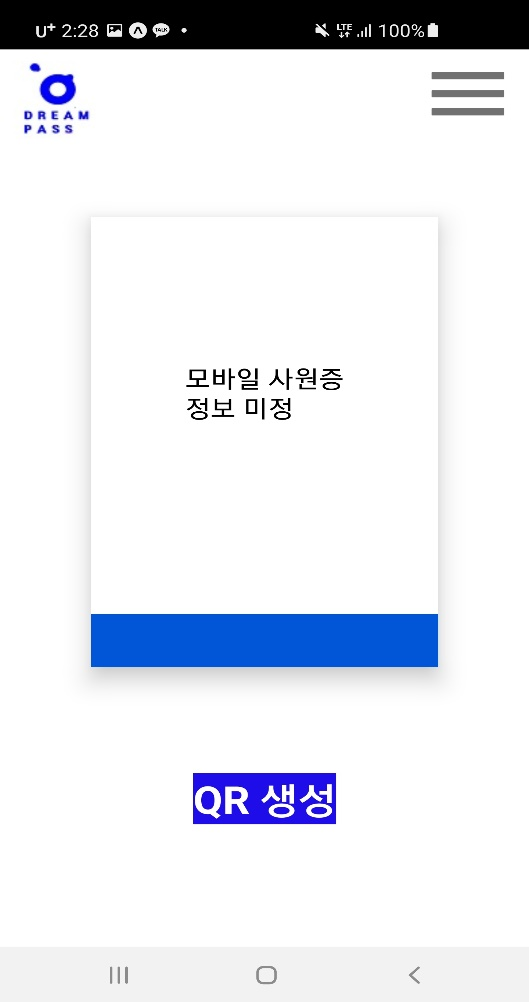 U+ 2:28 TALK LTE 100%
DREAM
PASS
모바일 사원증
정보 미정
QR 생성